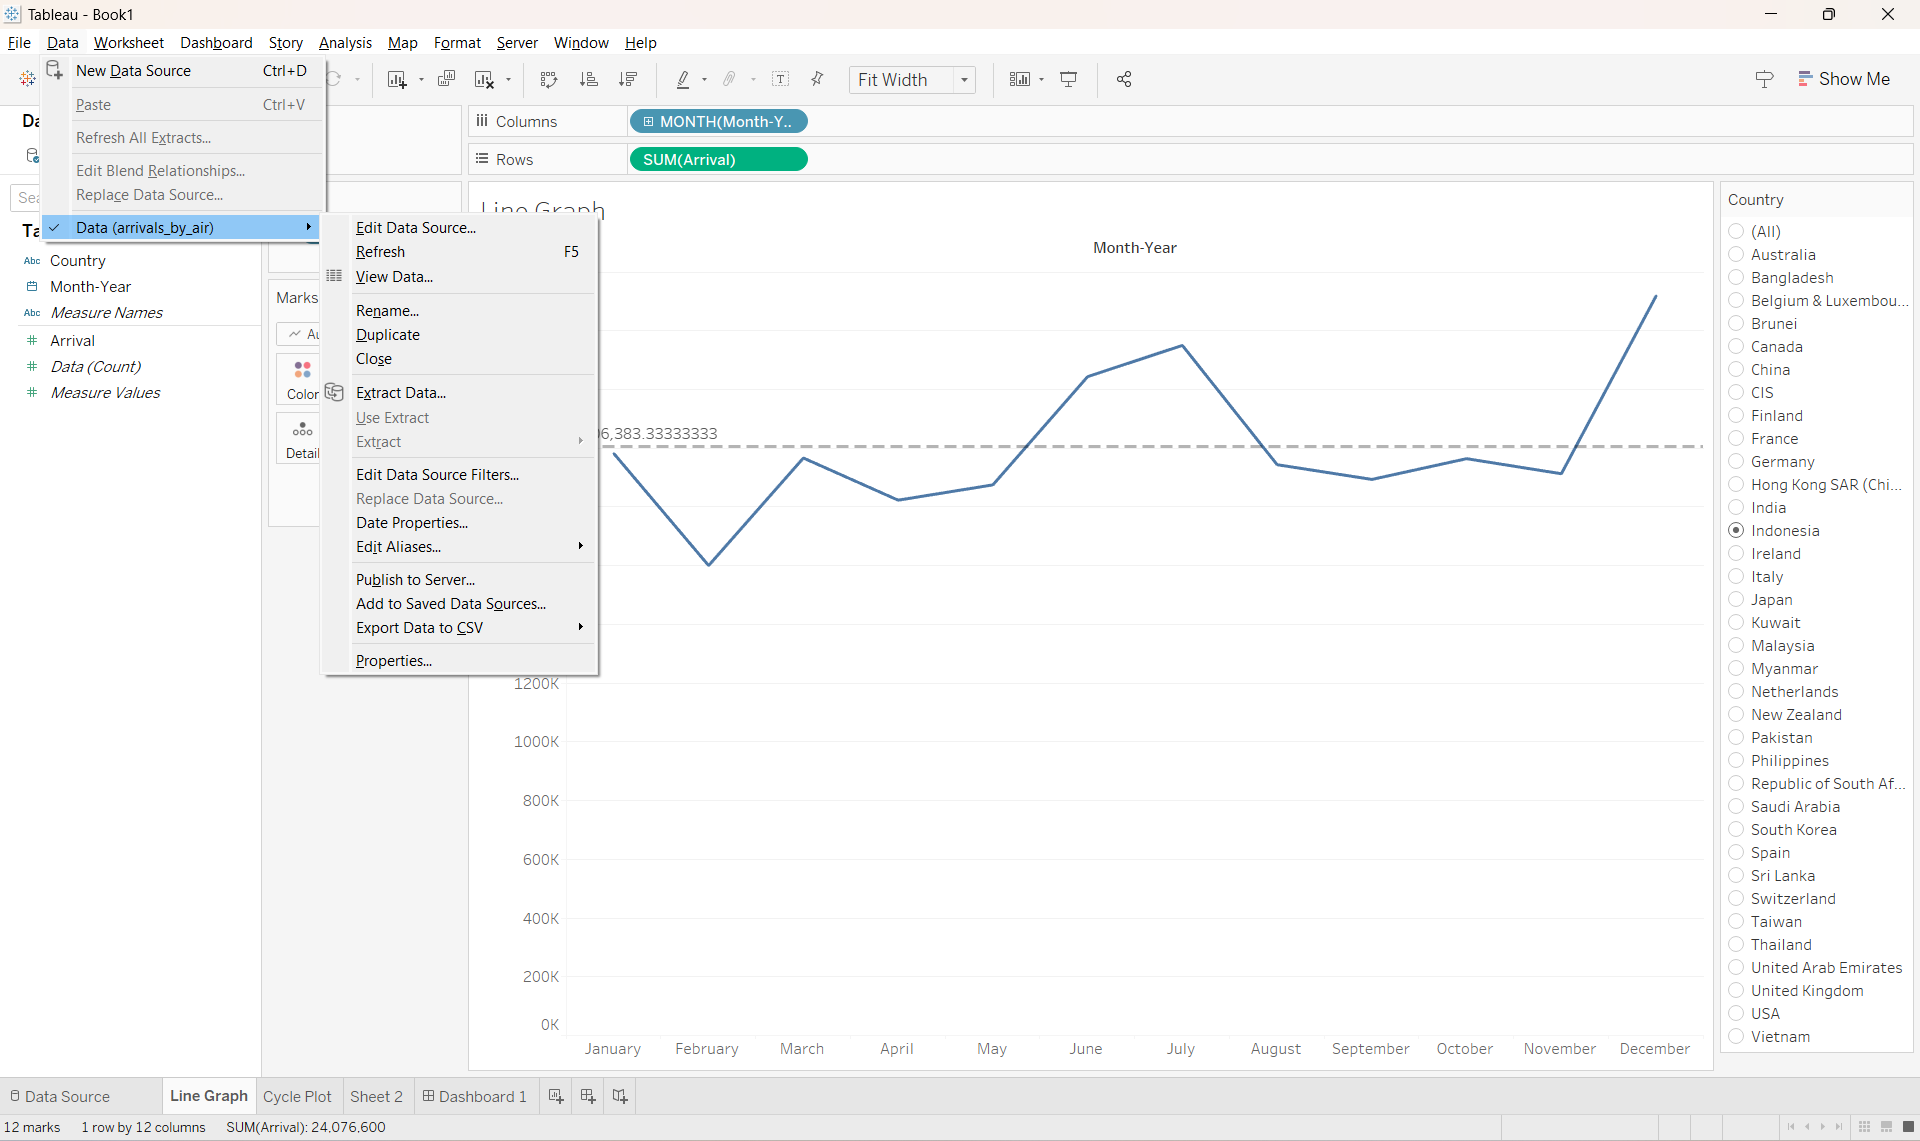 Tableau - Book1
File Data Worksheet Dashboard Story Analysis Map Format Server Window Help
New Data Source Ctrl+D
Paste Ctrl+V
Refresh All Extracts...
Edit Blend Relationships...
Replace Data Source...
Data (arrivals_by_air)
Edit Data Source...
Refresh F5
View Data...
Rename...
Duplicate
Close
Extract Data...
Use Extract
Extract
Edit Data Source Filters...
Replace Data Source...
Date Properties...
Edit Aliases...
Publish to Server...
Add to Saved Data Sources...
Export Data to CSV
Properties...
Fit Width
Show Me
Columns MONTH(Month-Y..
Rows SUM(Arrival)
Abc Country
Month-Year
Abc Measure Names
Arrival
Data (Count)
Measure Values
Marks
Color
Detail
Line Graph
Month-Year
6,383.33333333
1200K
1000K
800K
600K
400K
200K
0K
January February March April May June July August September October November December
Country
(All)
Australia
Bangladesh
Belgium & Luxembou...
Brunei
Canada
China
CIS
Finland
France
Germany
Hong Kong SAR (Chi...
India
Indonesia
Ireland
Italy
Japan
Kuwait
Malaysia
Myanmar
Netherlands
New Zealand
Pakistan
Philippines
Republic of South Af...
Saudi Arabia
South Korea
Spain
Sri Lanka
Switzerland
Taiwan
Thailand
United Arab Emirates
United Kingdom
USA
Vietnam
Data Source Line Graph Cycle Plot Sheet 2 Dashboard 1
12 marks 1 row by 12 columns SUM(Arrival): 24,076,600